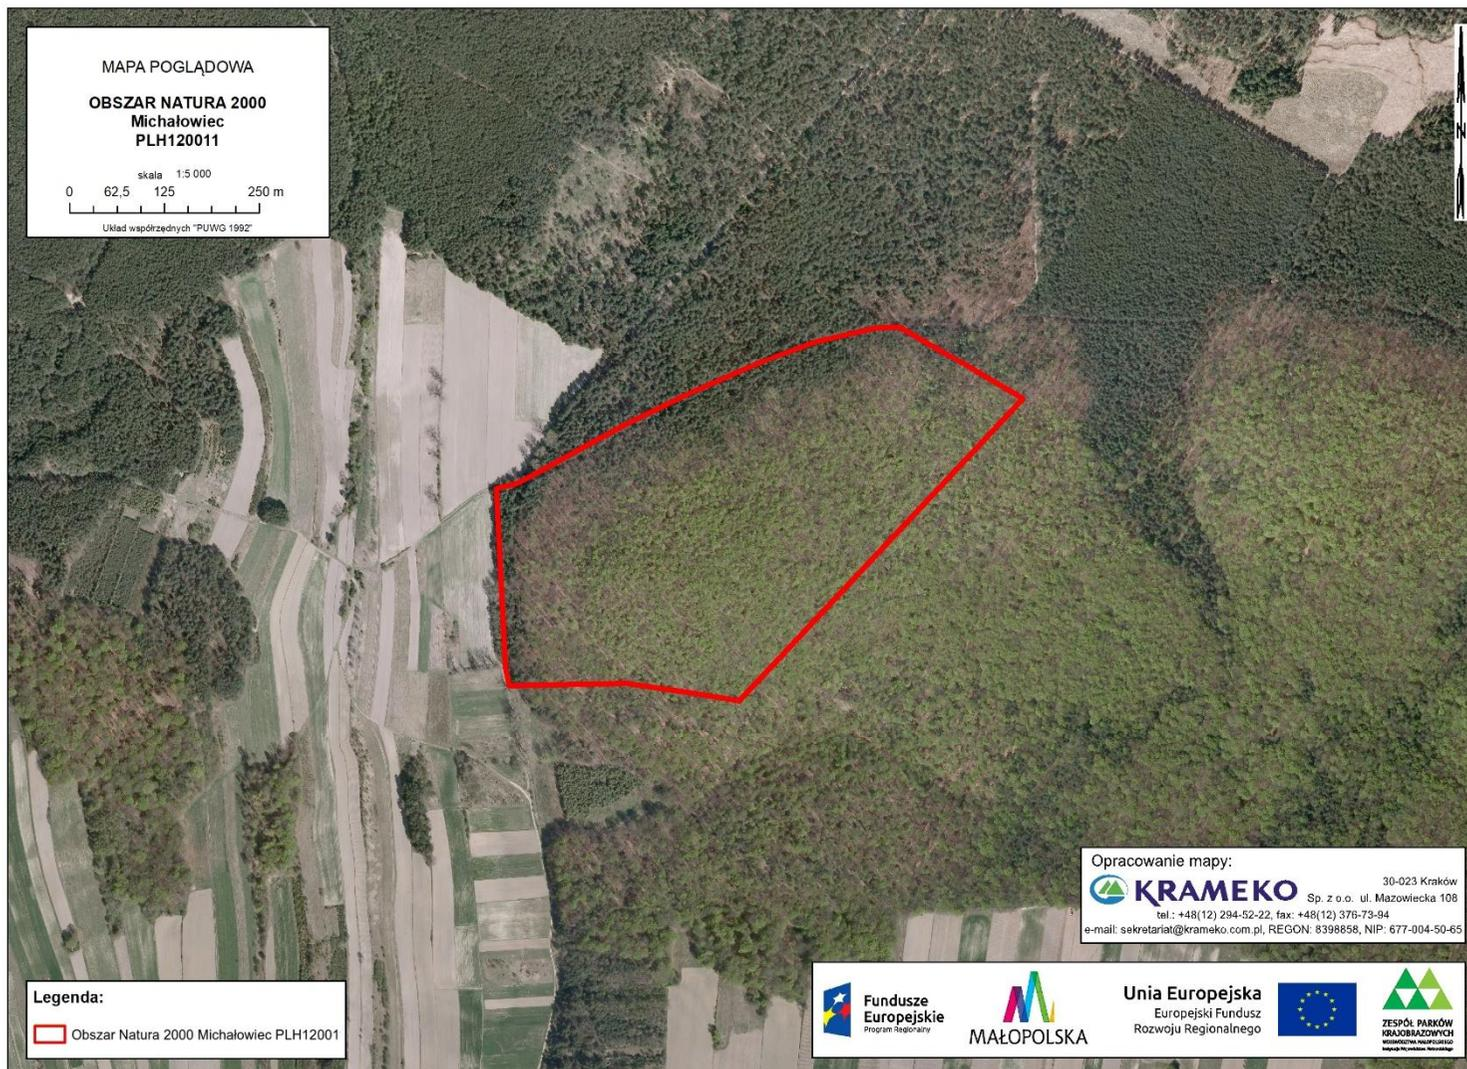 MAPA POGLĄDOWA
OBSZAR NATURA 2000
Michałowiec
PLH120011
skala 1:5 000
0 62,5 125 250 m
Układ współrzędnych "PUWG 1992"
N
Opracowanie mapy:
KRAMEKO
30-023 Kraków
Sp. z o.o. ul. Mazowiecka 108
tel.: +48(12) 294-52-22, fax: +48(12) 376-73-94
e-mail: sekretariat@krameko.com.pl, REGON: 8398858, NIP: 677-004-50-65
Legenda:
Obszar Natura 2000 Michałowiec PLH12001
Fundusze
Europejskie
Program Regionalny
MAŁOPOLSKA
Unia Europejska
Europejski Fundusz
Rozwoju Regionalnego
ZESPÓŁ PARKÓW
KRAJOBRAZOWYCH
WOJEWÓDZTWA MAŁOPOLSKIEGO